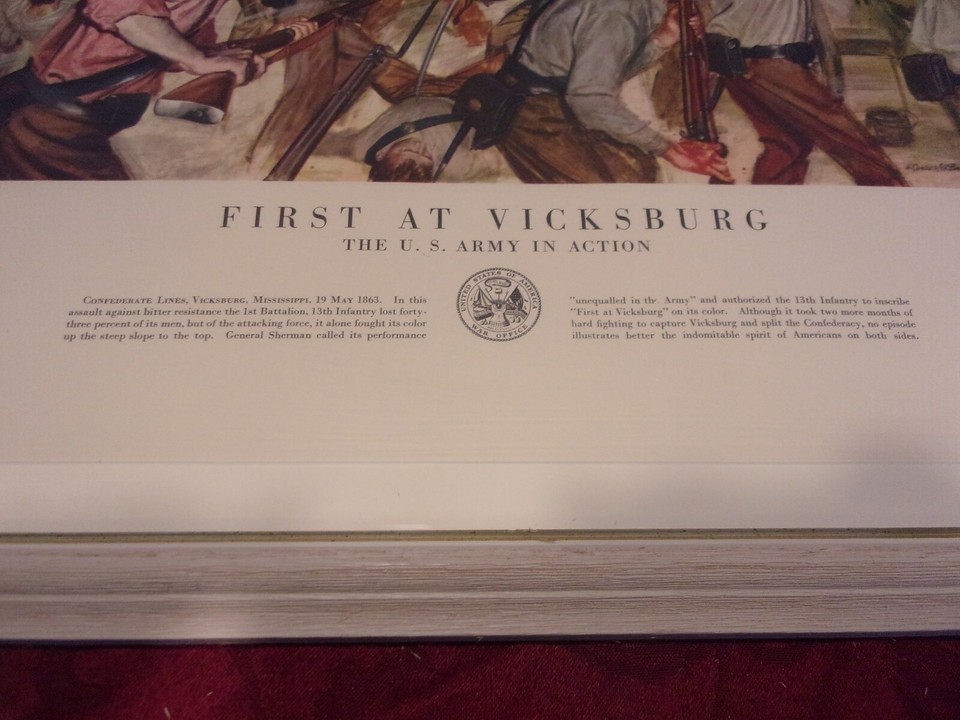 FIRST AT VICKSBURG
THE U. S. ARMY IN ACTION
UNITED STATES OF AMERICA
WAR OFFICE
CONFEDERATE LINES, VICKSBURG, MISSISSIPPI, 19 MAY 1863. In this
assault against bitter resistance the 1st Battalion, 13th Infantry lost forty-
three percent of its men, but of the attacking force, it alone fought its color
up the steep slope to the top. General Sherman called its performance
"unequalled in the Army" and authorized the 13th Infantry to inscribe
"First at Vicksburg" on its color. Although it took two more months of
hard fighting to capture Vicksburg and split the Confederacy, no episode
illustrates better the indomitable spirit of Americans on both sides.